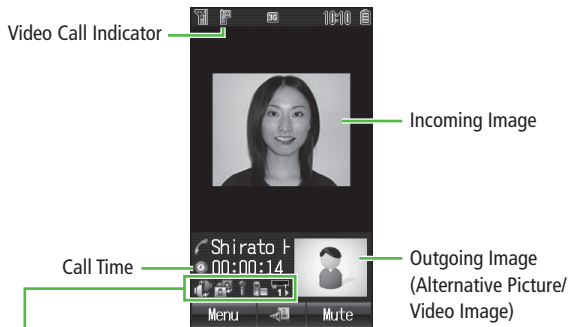 3G 10:10
Video Call Indicator
Incoming Image
Shirato H
Call Time
00:00:14
Outgoing Image
(Alternative Picture/
Video Image)
Menu Mute